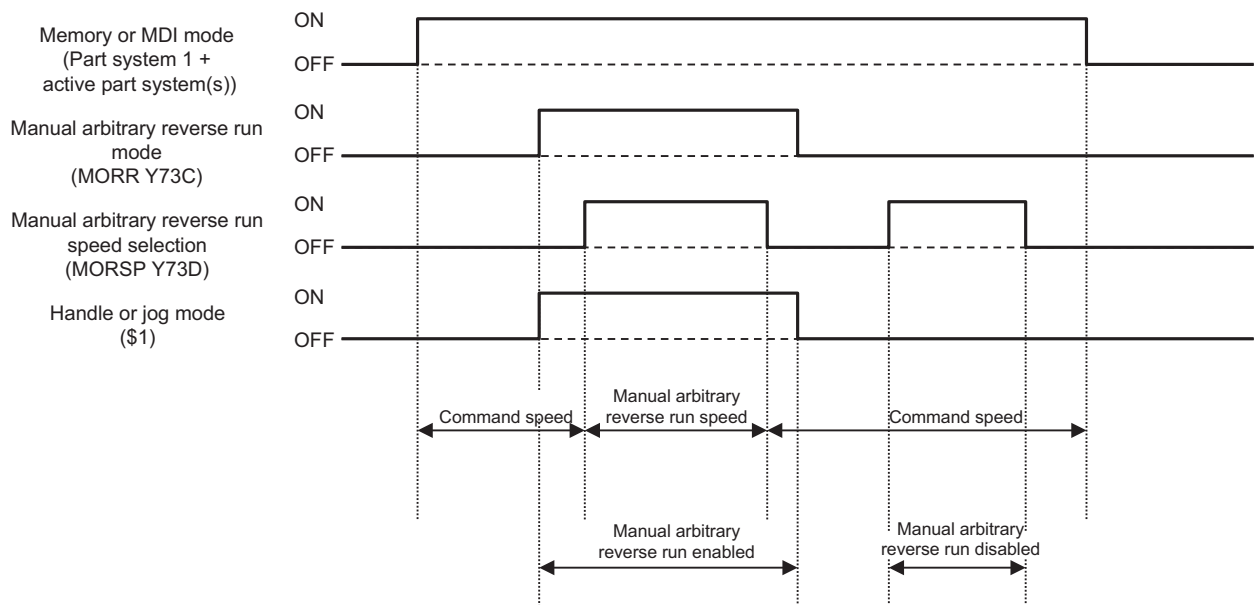 ON
Memory or MDI mode
(Part system 1 +
active part system(s))
OFF
ON
Manual arbitrary reverse run
mode
(MORR Y73C)
OFF
ON
Manual arbitrary reverse run
speed selection
(MORSP Y73D)
OFF
ON
Handle or jog mode
($1)
OFF
Command speed
Manual arbitrary
reverse run speed
Command speed
Manual arbitrary
reverse run enabled
Manual arbitrary
reverse run disabled